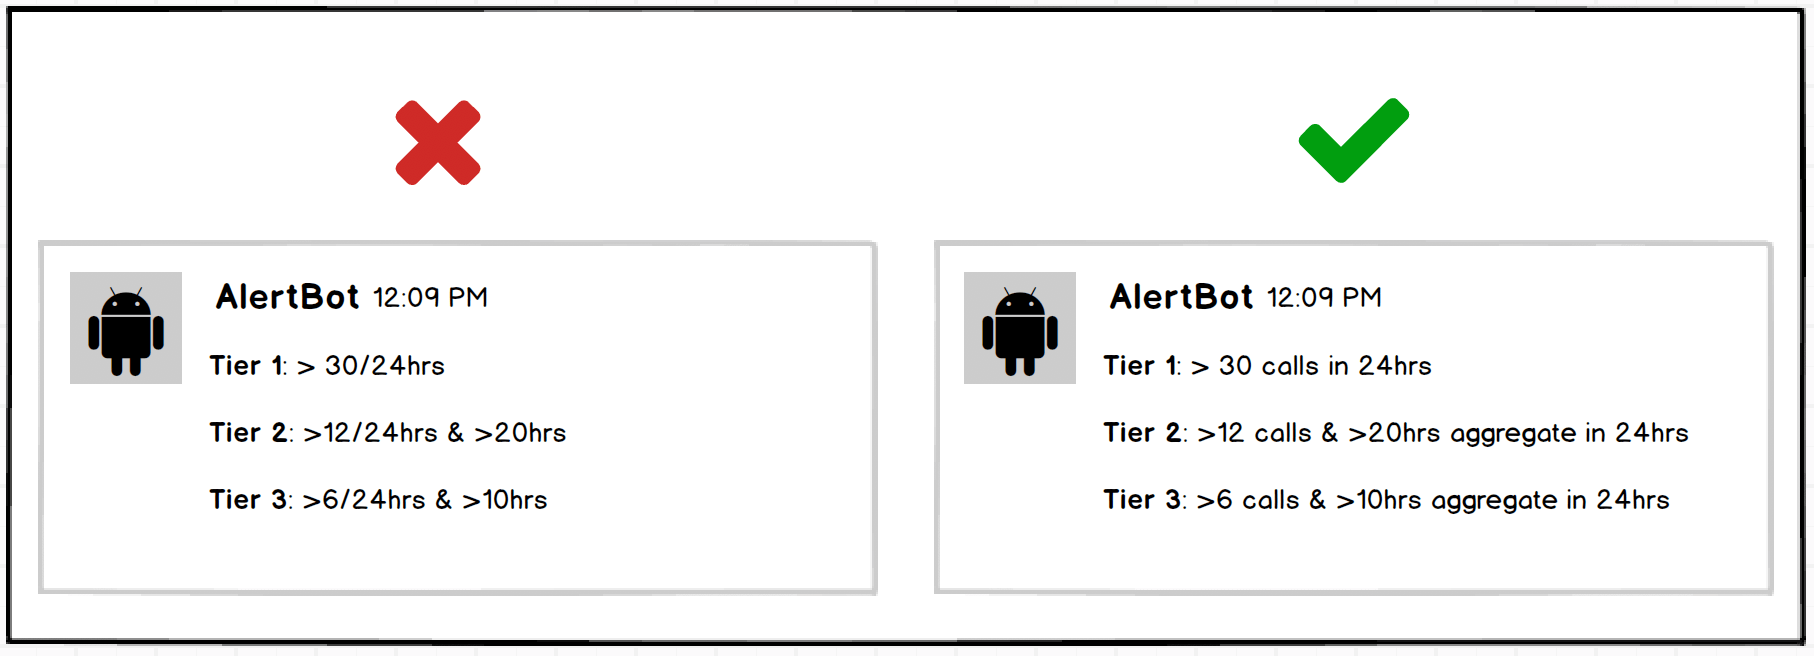 AlertBot 12:09 PM
Tier 1: > 30/24hrs
Tier 2: >12/24hrs & >20hrs
Tier 3: >6/24hrs & >10hrs
AlertBot 12:09 PM
Tier 1: > 30 calls in 24hrs
Tier 2: >12 calls & >20hrs aggregate in 24hrs
Tier 3: >6 calls & >10hrs aggregate in 24hrs